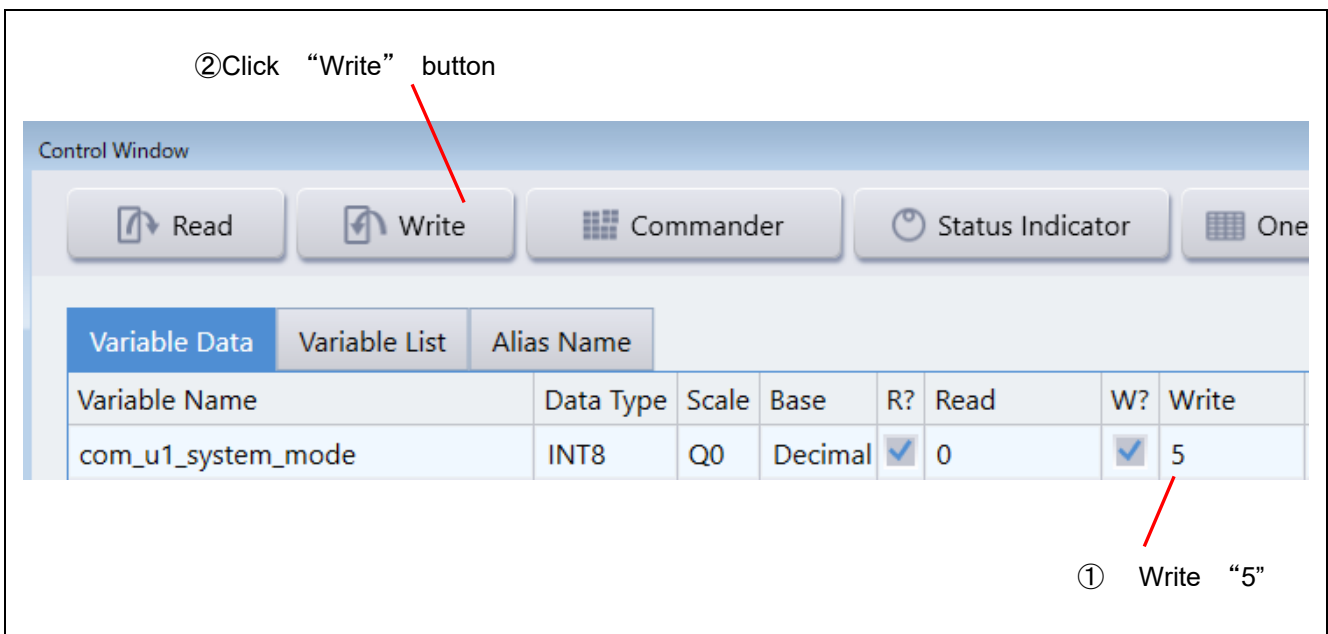 ②Click “Write” button
Control Window
Read Write Commander Status Indicator One
Variable Data Variable List Alias Name
Variable Name Data Type Scale Base R? Read W? Write
com_u1_system_mode INT8 Q0 Decimal 0 5
① Write “5”